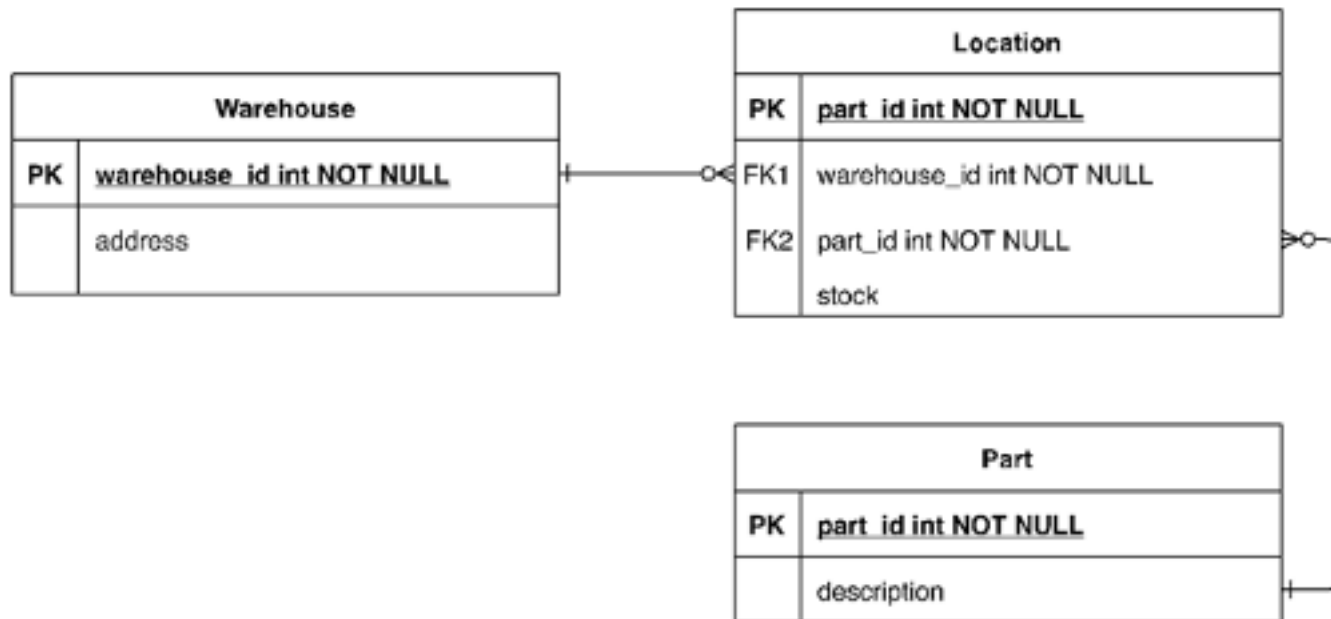 Warehouse
PK warehouse_id int NOT NULL
address
Location
PK part_id int NOT NULL
FK1 warehouse_id int NOT NULL
FK2 part_id int NOT NULL
stock
Part
PK part_id int NOT NULL
description